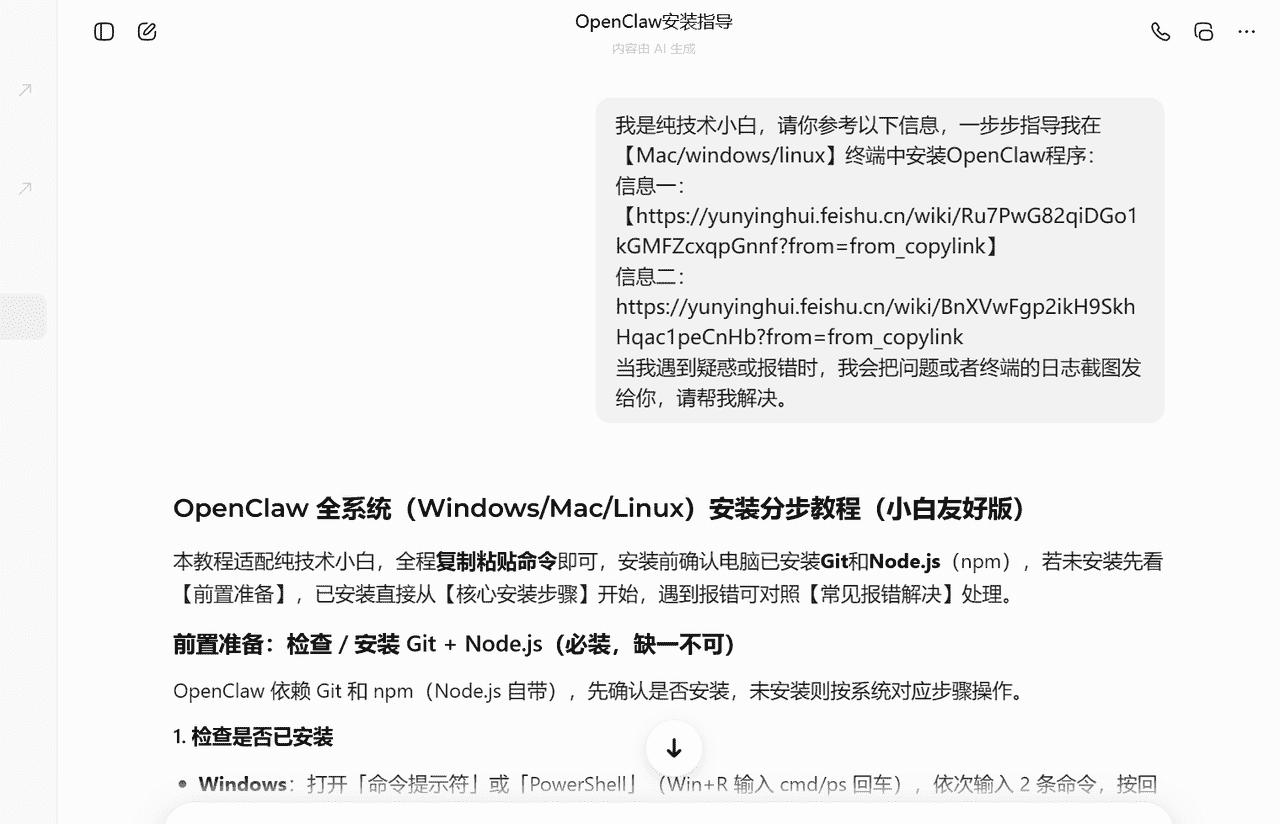 OpenClaw安装指导
内容由 AI 生成
我是纯技术小白，请你参考以下信息，一步步指导我在
【Mac/windows/linux】终端中安装OpenClaw程序：
信息一：
【https://yunyinghui.feishu.cn/wiki/Ru7PwG82qiDGo1
kGMFZcxqpGnnf?from=from_copylink】
信息二：
https://yunyinghui.feishu.cn/wiki/BnXVwFgp2ikH9Skh
Hqac1peCnHb?from=from_copylink
当我遇到疑惑或报错时，我会把问题或者终端的日志截图发
给你，请帮我解决。
OpenClaw 全系统（Windows/Mac/Linux）安装分步教程（小白友好版）
本教程适配纯技术小白，全程复制粘贴命令即可，安装前确认电脑已安装Git和Node.js（npm），若未安装先看
【前置准备】，已安装直接从【核心安装步骤】开始，遇到报错可对照【常见报错解决】处理。
前置准备：检查 / 安装 Git + Node.js（必装，缺一不可）
OpenClaw 依赖 Git 和 npm（Node.js 自带），先确认是否安装，未安装则按系统对应步骤操作。
1. 检查是否已安装
• Windows：打开「命令提示符」或「PowerShell」（Win+R 输入 cmd/ps 回车），依次输入 2 条命令，按回